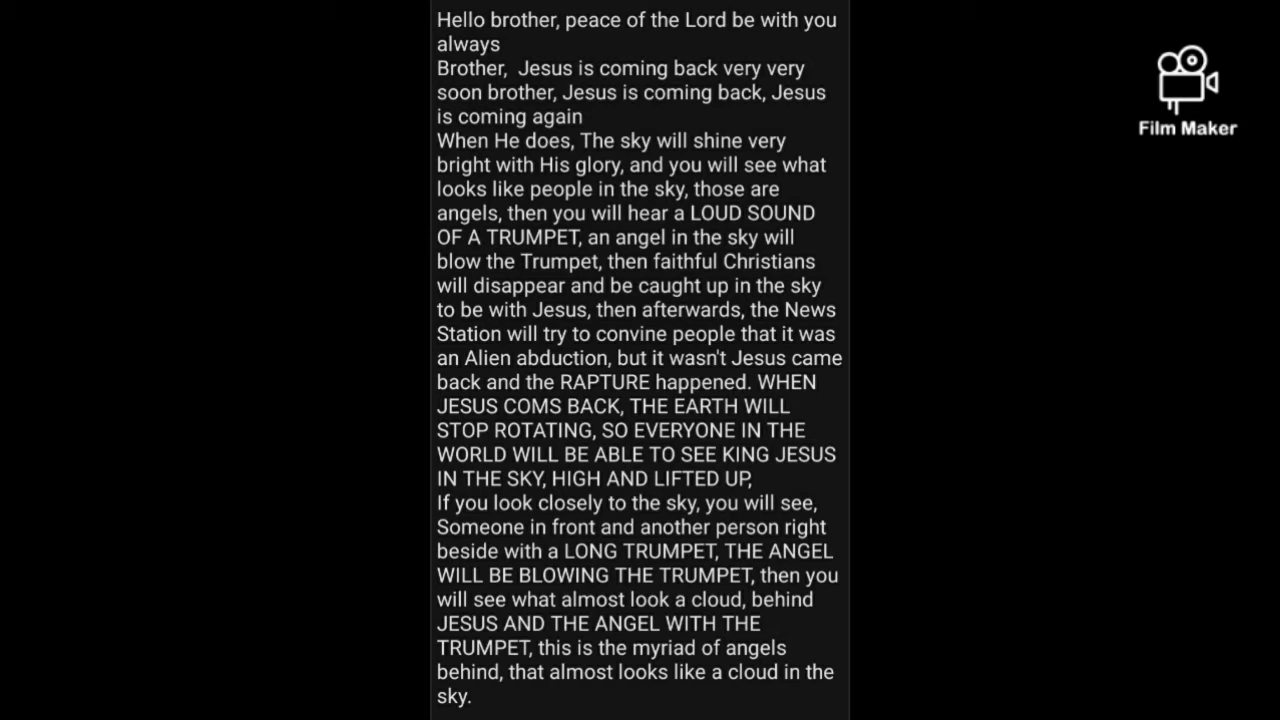 Hello brother, peace of the Lord be with you
always
Brother,  Jesus is coming back very very
soon brother, Jesus is coming back, Jesus
is coming again
When He does, The sky will shine very
bright with His glory, and you will see what
looks like people in the sky, those are
angels, then you will hear a LOUD SOUND
OF A TRUMPET, an angel in the sky will
blow the Trumpet, then faithful Christians
will disappear and be caught up in the sky
to be with Jesus, then afterwards, the News
Station will try to convine people that it was
an Alien abduction, but it wasn't Jesus came
back and the RAPTURE happened. WHEN
JESUS COMS BACK, THE EARTH WILL
STOP ROTATING, SO EVERYONE IN THE
WORLD WILL BE ABLE TO SEE KING JESUS
IN THE SKY, HIGH AND LIFTED UP,
If you look closely to the sky, you will see,
Someone in front and another person right
beside with a LONG TRUMPET, THE ANGEL
WILL BE BLOWING THE TRUMPET, then you
will see what almost look a cloud, behind
JESUS AND THE ANGEL WITH THE
TRUMPET, this is the myriad of angels
behind, that almost looks like a cloud in the
sky.
Film Maker